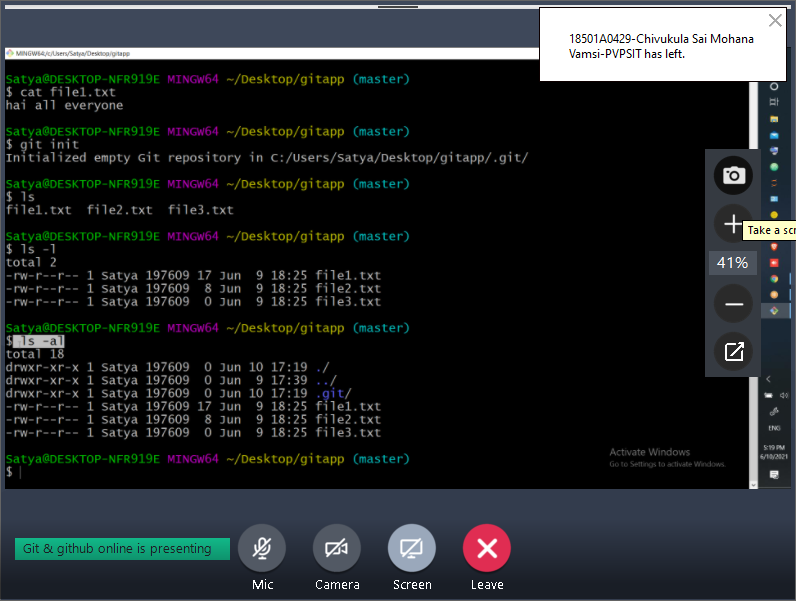 18501A0429-Chivukula Sai Mohana
Vamsi-PVPSIT has left.
MINGW64:/c/Users/Satya/Desktop/gitapp
Satya@DESKTOP-NFR919E MINGW64 ~/Desktop/gitapp (master)
$ cat file1.txt
hai all everyone
Satya@DESKTOP-NFR919E MINGW64 ~/Desktop/gitapp (master)
$ git init
Initialized empty Git repository in C:/Users/Satya/Desktop/gitapp/.git/
Satya@DESKTOP-NFR919E MINGW64 ~/Desktop/gitapp (master)
$ ls
file1.txt file2.txt file3.txt
Satya@DESKTOP-NFR919E MINGW64 ~/Desktop/gitapp (master)
$ ls -l
total 2
-rw-r--r-- 1 Satya 197609 17 Jun 9 18:25 file1.txt
-rw-r--r-- 1 Satya 197609 8 Jun 9 18:25 file2.txt
-rw-r--r-- 1 Satya 197609 0 Jun 9 18:25 file3.txt
Satya@DESKTOP-NFR919E MINGW64 ~/Desktop/gitapp (master)
$ ls -al
total 18
drwxr-xr-x 1 Satya 197609 0 Jun 10 17:19 ./
drwxr-xr-x 1 Satya 197609 0 Jun 9 17:39 ../
drwxr-xr-x 1 Satya 197609 0 Jun 10 17:19 .git/
-rw-r--r-- 1 Satya 197609 17 Jun 9 18:25 file1.txt
-rw-r--r-- 1 Satya 197609 8 Jun 9 18:25 file2.txt
-rw-r--r-- 1 Satya 197609 0 Jun 9 18:25 file3.txt
Satya@DESKTOP-NFR919E MINGW64 ~/Desktop/gitapp (master)
$
Take a scr
41%
Activate Windows
Go to Settings to activate Windows.
ENG
5:19 PM
6/10/2021
Git & github online is presenting
Mic
Camera
Screen
Leave